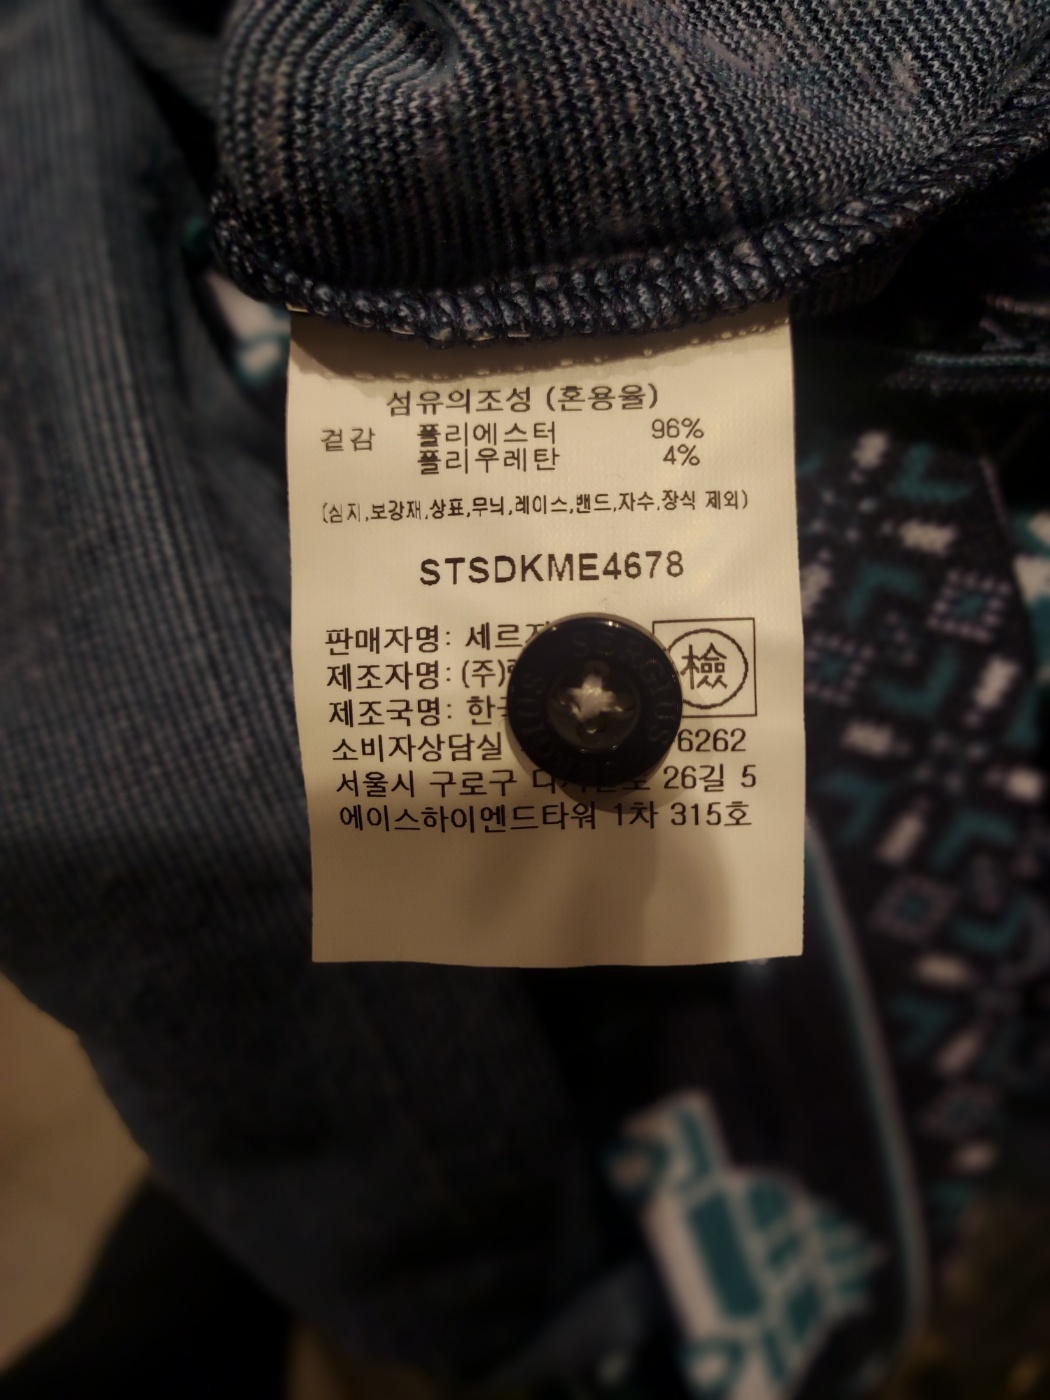 섬유의조성 (혼용율)
겉감 폴리에스터 96%
폴리우레탄 4%
(심지,보강재,상표,무늬,레이스,밴드,자수,장식 제외)
STSDKME4678
판매자명:
檢
제조자명: (주)
제조국명:
소비자상담실 6262
서울시 구로구 26길 5
에이스하이엔드타워 1차 315호